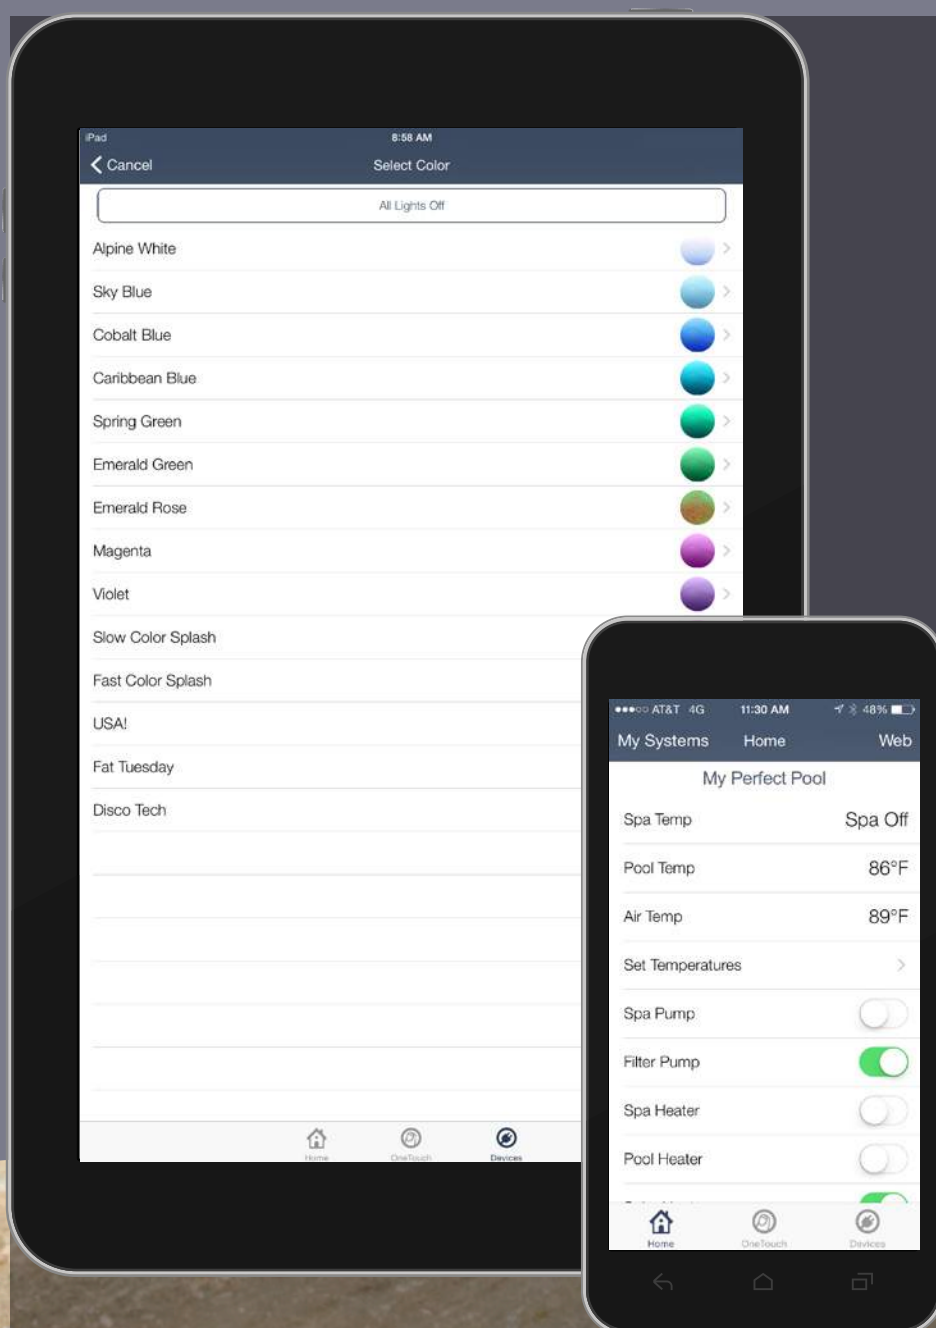 iPad 8:58 AM
Cancel Select Color
All Lights Off
Alpine White
Sky Blue
Cobalt Blue
Caribbean Blue
Spring Green
Emerald Green
Emerald Rose
Magenta
Violet
Slow Color Splash
Fast Color Splash
USA!
Fat Tuesday
Disco Tech
Home OneTouch Devices
AT&T 4G 11:30 AM 48%
My Systems Home Web
My Perfect Pool
Spa Temp Spa Off
Pool Temp 86°F
Air Temp 89°F
Set Temperatures
Spa Pump
Filter Pump
Spa Heater
Pool Heater
Home OneTouch Devices